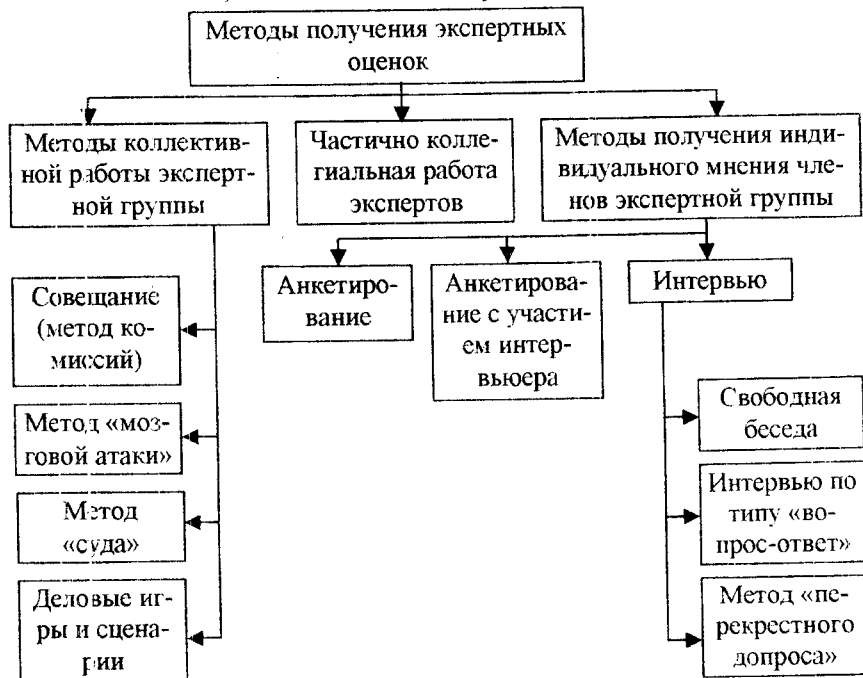 Методы получения экспертных
оценок
Методы коллектив-
ной работы эксперт-
ной группы
Частично колле-
гиальная работа
экспертов
Методы получения инди-
видуального мнения чле-
нов экспертной группы
Анкетиро-
вание
Анкетирова-
ние с участи-
ем интер-
вьюера
Интервью
Совещание
(метод ко-
миссий)
Метод «моз-
говой атаки»
Метод
«суда»
Деловые иг-
ры и сцена-
рии
Свободная
беседа
Интервью по
типу «во-
прос-ответ»
Метод «пе-
рекрестного
допроса»